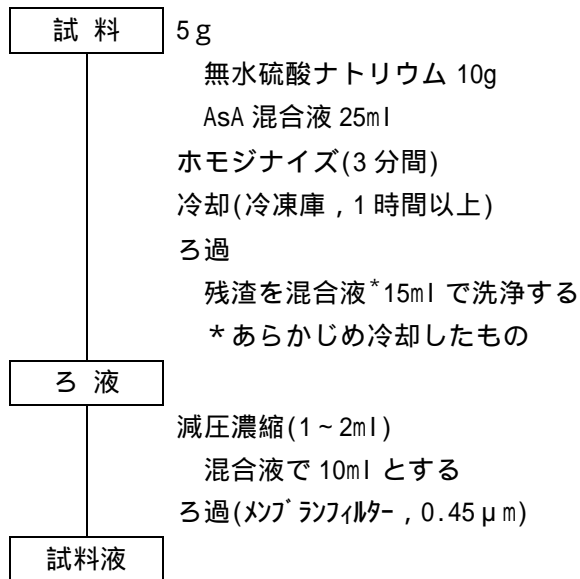 試 料 5ｇ
無水硫酸ナトリウム 10g
AsA 混合液 25ml
ホモジナイズ(3 分間)
冷却(冷凍庫，1 時間以上)
ろ過
残渣を混合液*15ml で洗浄する
＊あらかじめ冷却したもの
ろ 液
減圧濃縮(1～2ml)
混合液で 10ml とする
ろ過(ﾒﾝﾌﾞﾗﾝﾌｨﾙﾀｰ，0.45μm)
試料液